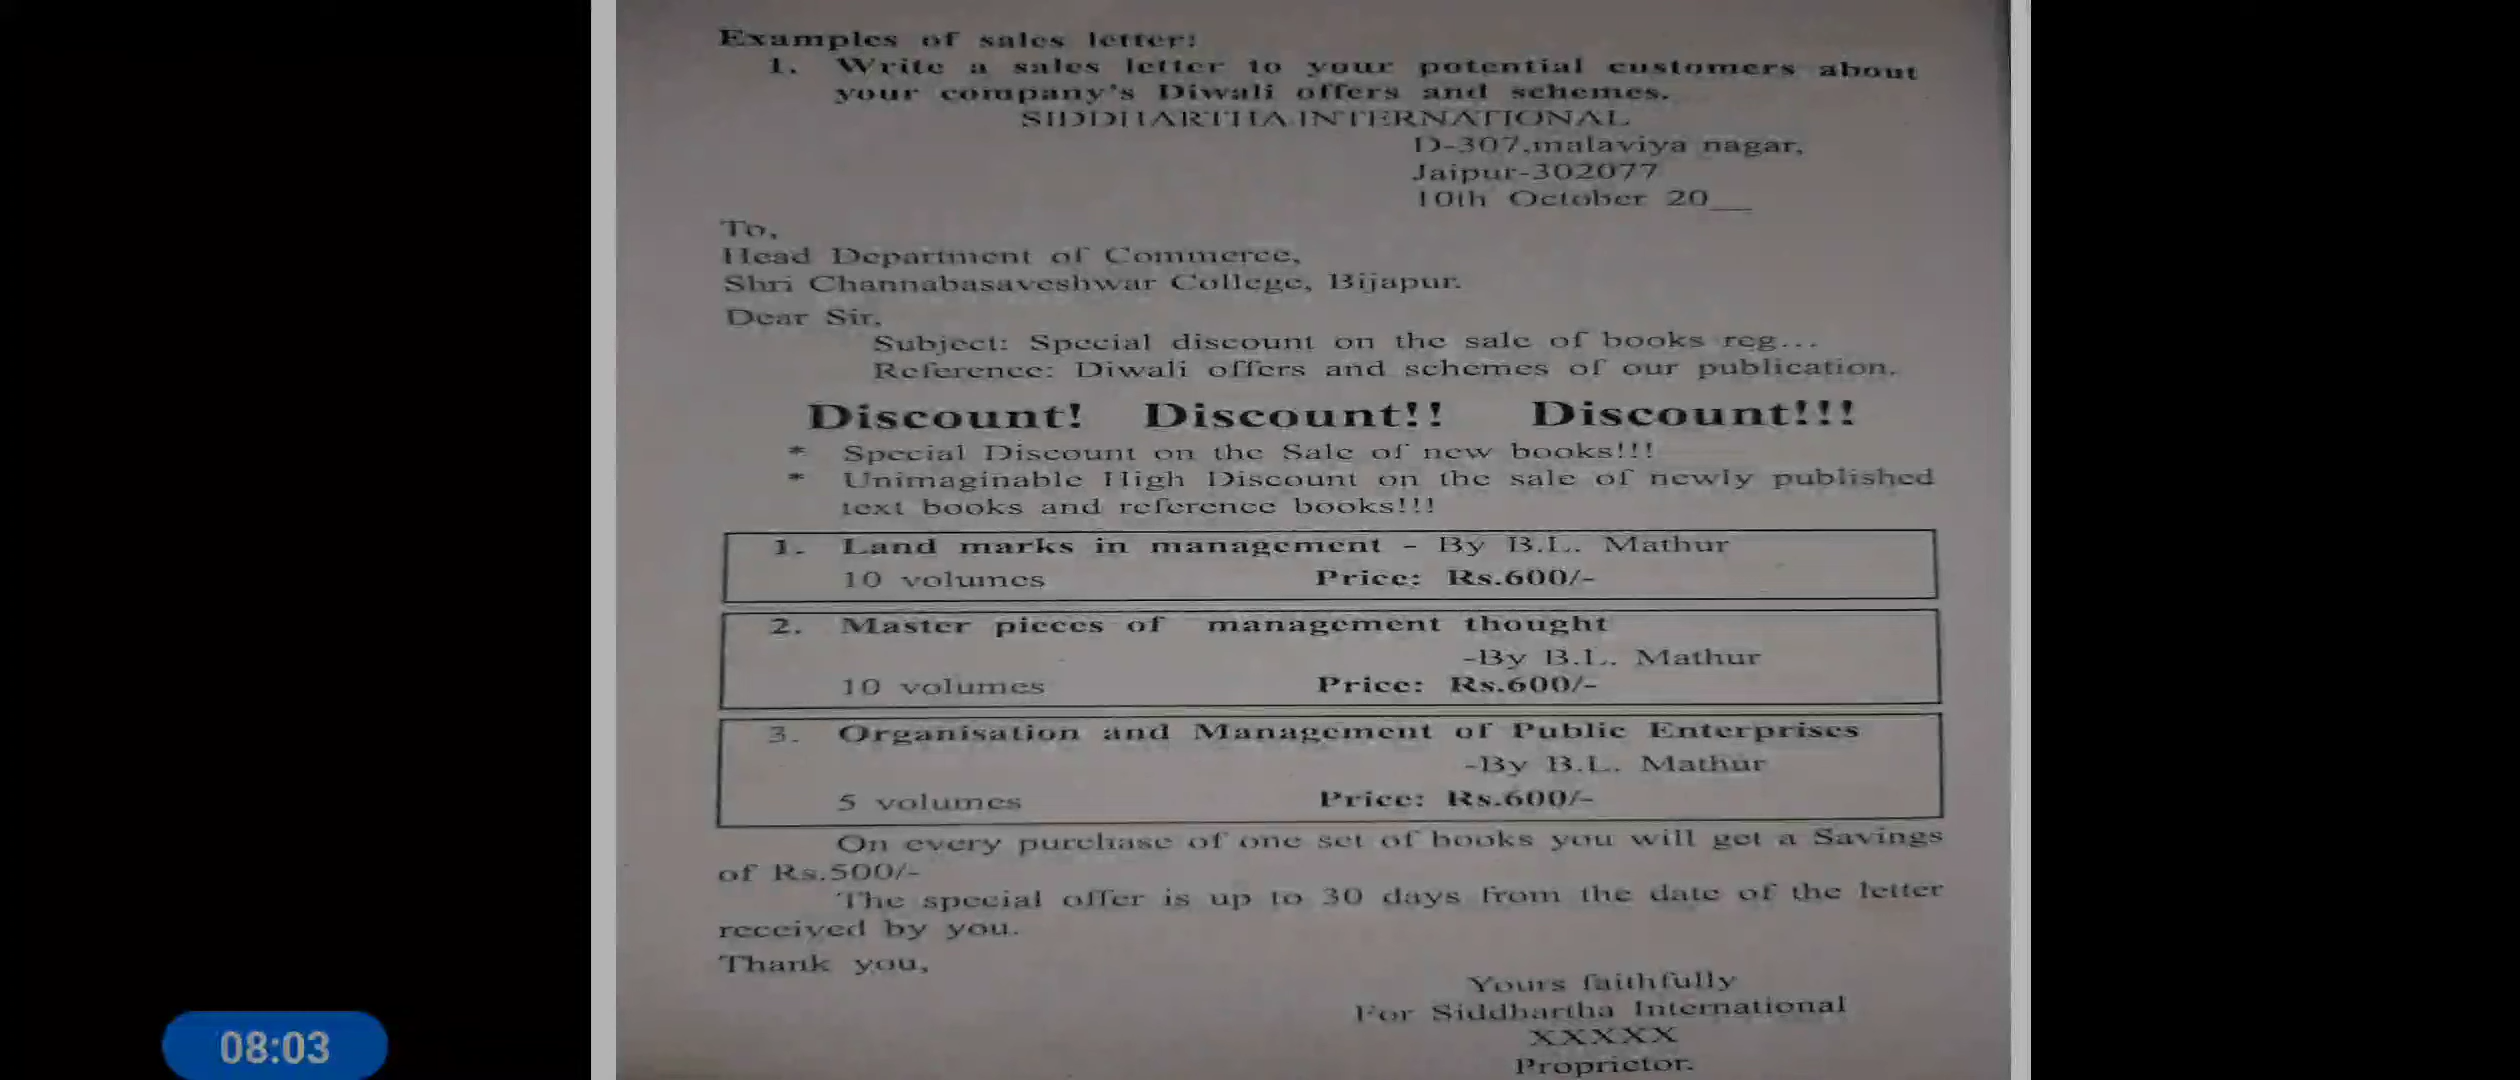 Examples of sales letter:
1. Write a sales letter to your potential customers about
your company's Diwali offers and schemes.
SIDDHARTHA INTERNATIONAL
D-307,malaviya nagar,
Jaipur-302077
10th October 20__
To,
Head Department of Commerce,
Shri Channabasaveshwar College, Bijapur.
Dear Sir,
Subject: Special discount on the sale of books reg...
Reference: Diwali offers and schemes of our publication.
Discount! Discount!! Discount!!!
* Special Discount on the Sale of new books!!!
* Unimaginable High Discount on the sale of newly published
text books and reference books!!!
1. Land marks in management - By B.L. Mathur
10 volumes Price: Rs.600/-
2. Master pieces of management thought
-By B.L. Mathur
10 volumes Price: Rs.600/-
3. Organisation and Management of Public Enterprises
-By B.L. Mathur
5 volumes Price: Rs.600/-
On every purchase of one set of books you will get a Savings
of Rs.500/-
The special offer is up to 30 days from the date of the letter
received by you.
Thank you,
Yours faithfully
For Siddhartha International
XXXXX
Proprietor.
08:03